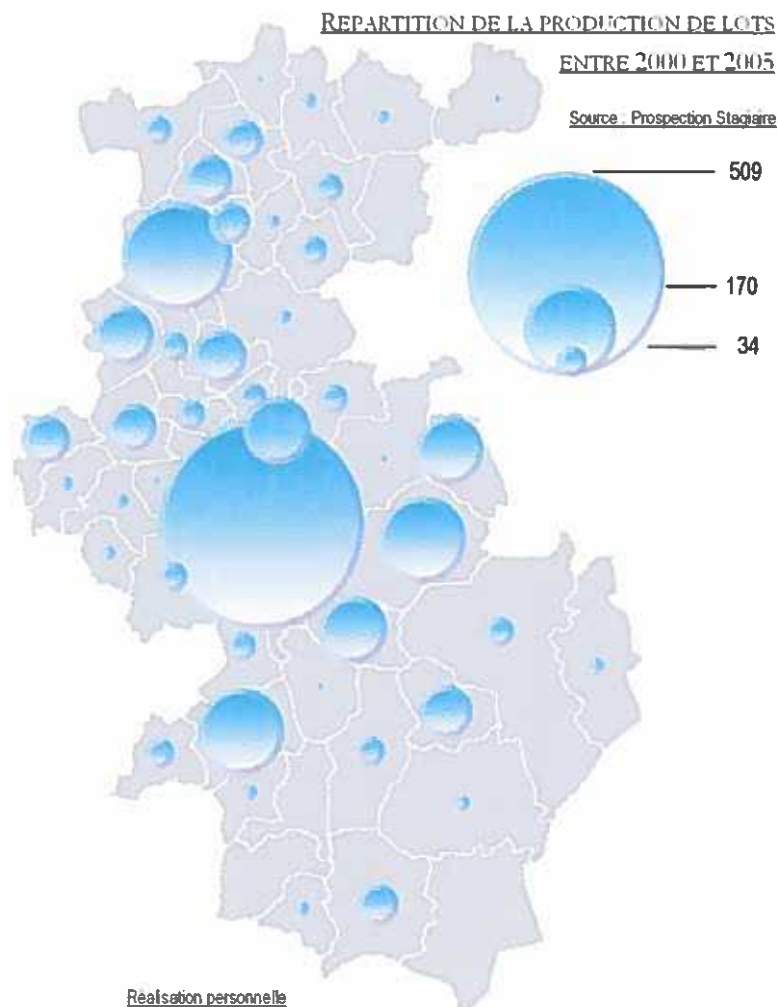 REPARTITION DE LA PRODUCTION DE LOTS
ENTRE 2000 ET 2005
Source : Prospection Stagiaire
509
170
34
Réalisation personnelle